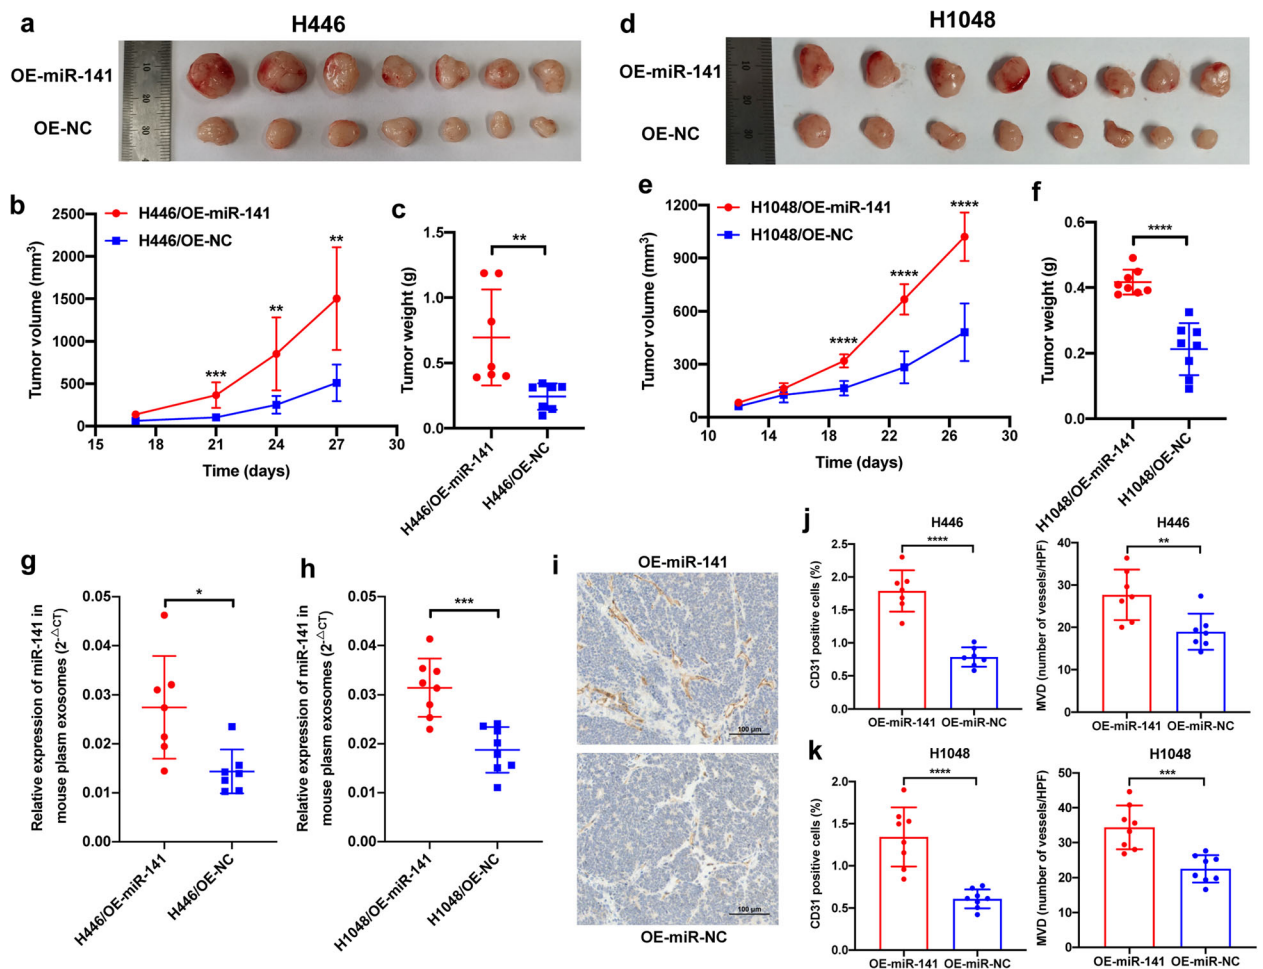 a
H446
OE-miR-141
OE-NC
10
20
30
d
H1048
OE-miR-141
OE-NC
10
20
30
b
H446/OE-miR-141
H446/OE-NC
Tumor volume (mm3)
2500
2000
1500
1000
500
0
***
**
**
15
18
21
24
27
30
Time (days)
c
Tumor weight (g)
1.5
1.0
0.5
0.0
**
H446/OE-miR-141
H446/OE-NC
e
H1048/OE-miR-141
H1048/OE-NC
Tumor volume (mm3)
1200
900
600
300
0
****
****
****
10
14
18
22
26
30
Time (days)
f
Tumor weight (g)
0.6
0.4
0.2
0.0
****
H1048/OE-miR-141
H1048/OE-NC
g
Relative expression of miR-141 in
mouse plasm exosomes (2-△CT)
0.05
0.04
0.03
0.02
0.01
0.00
*
H446/OE-miR-141
H446/OE-NC
h
Relative expression of miR-141 in
mouse plasm exosomes (2-△CT)
0.05
0.04
0.03
0.02
0.01
0.00
***
H1048/OE-miR-141
H1048/OE-NC
i
OE-miR-141
100 μm
100 μm
OE-miR-NC
j
H446
CD31 positive cells (%)
2.5
2.0
1.5
1.0
0.5
0.0
****
OE-miR-141
OE-miR-NC
H446
MVD (number of vessels/HPF)
40
30
20
10
0
**
OE-miR-141
OE-miR-NC
k
H1048
CD31 positive cells (%)
2.0
1.5
1.0
0.5
0.0
****
OE-miR-141
OE-miR-NC
H1048
MVD (number of vessels/HPF)
50
40
30
20
10
0
***
OE-miR-141
OE-miR-NC